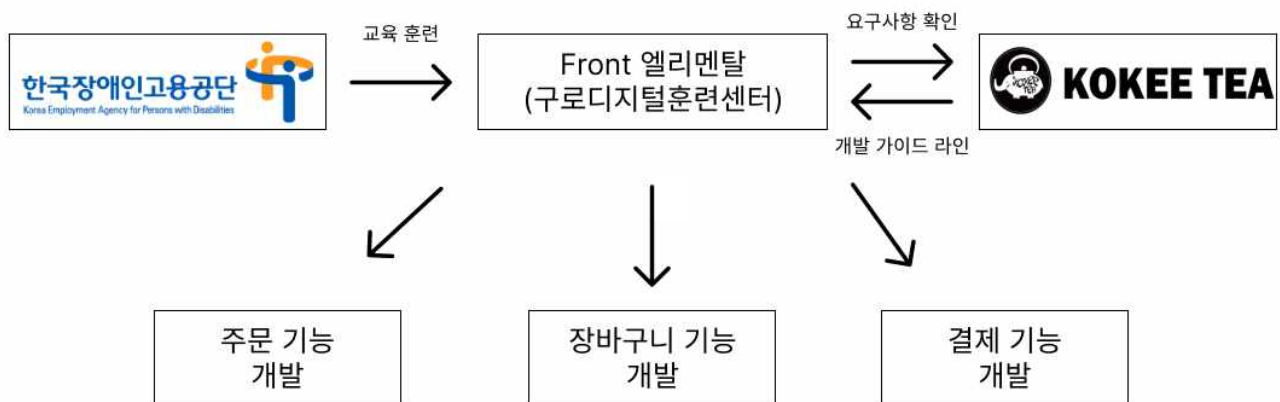 교육 훈련
요구사항 확인
한국장애인고용공단
Korea Employment Agency for Persons with Disabilities
Front 엘리멘탈
(구로디지털훈련센터)
KOKEE TEA
KOKEE TEA
개발 가이드 라인
주문 기능
개발
장바구니 기능
개발
결제 기능
개발